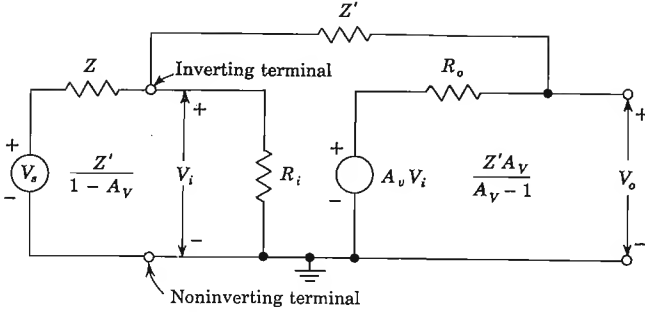 Z'
Z
Inverting terminal
R_o
+
+
+
+
V_s
Z'
1 - A_V
V_i
R_i
A_v V_i
Z' A_V
A_V - 1
V_o
-
-
-
-
Noninverting terminal